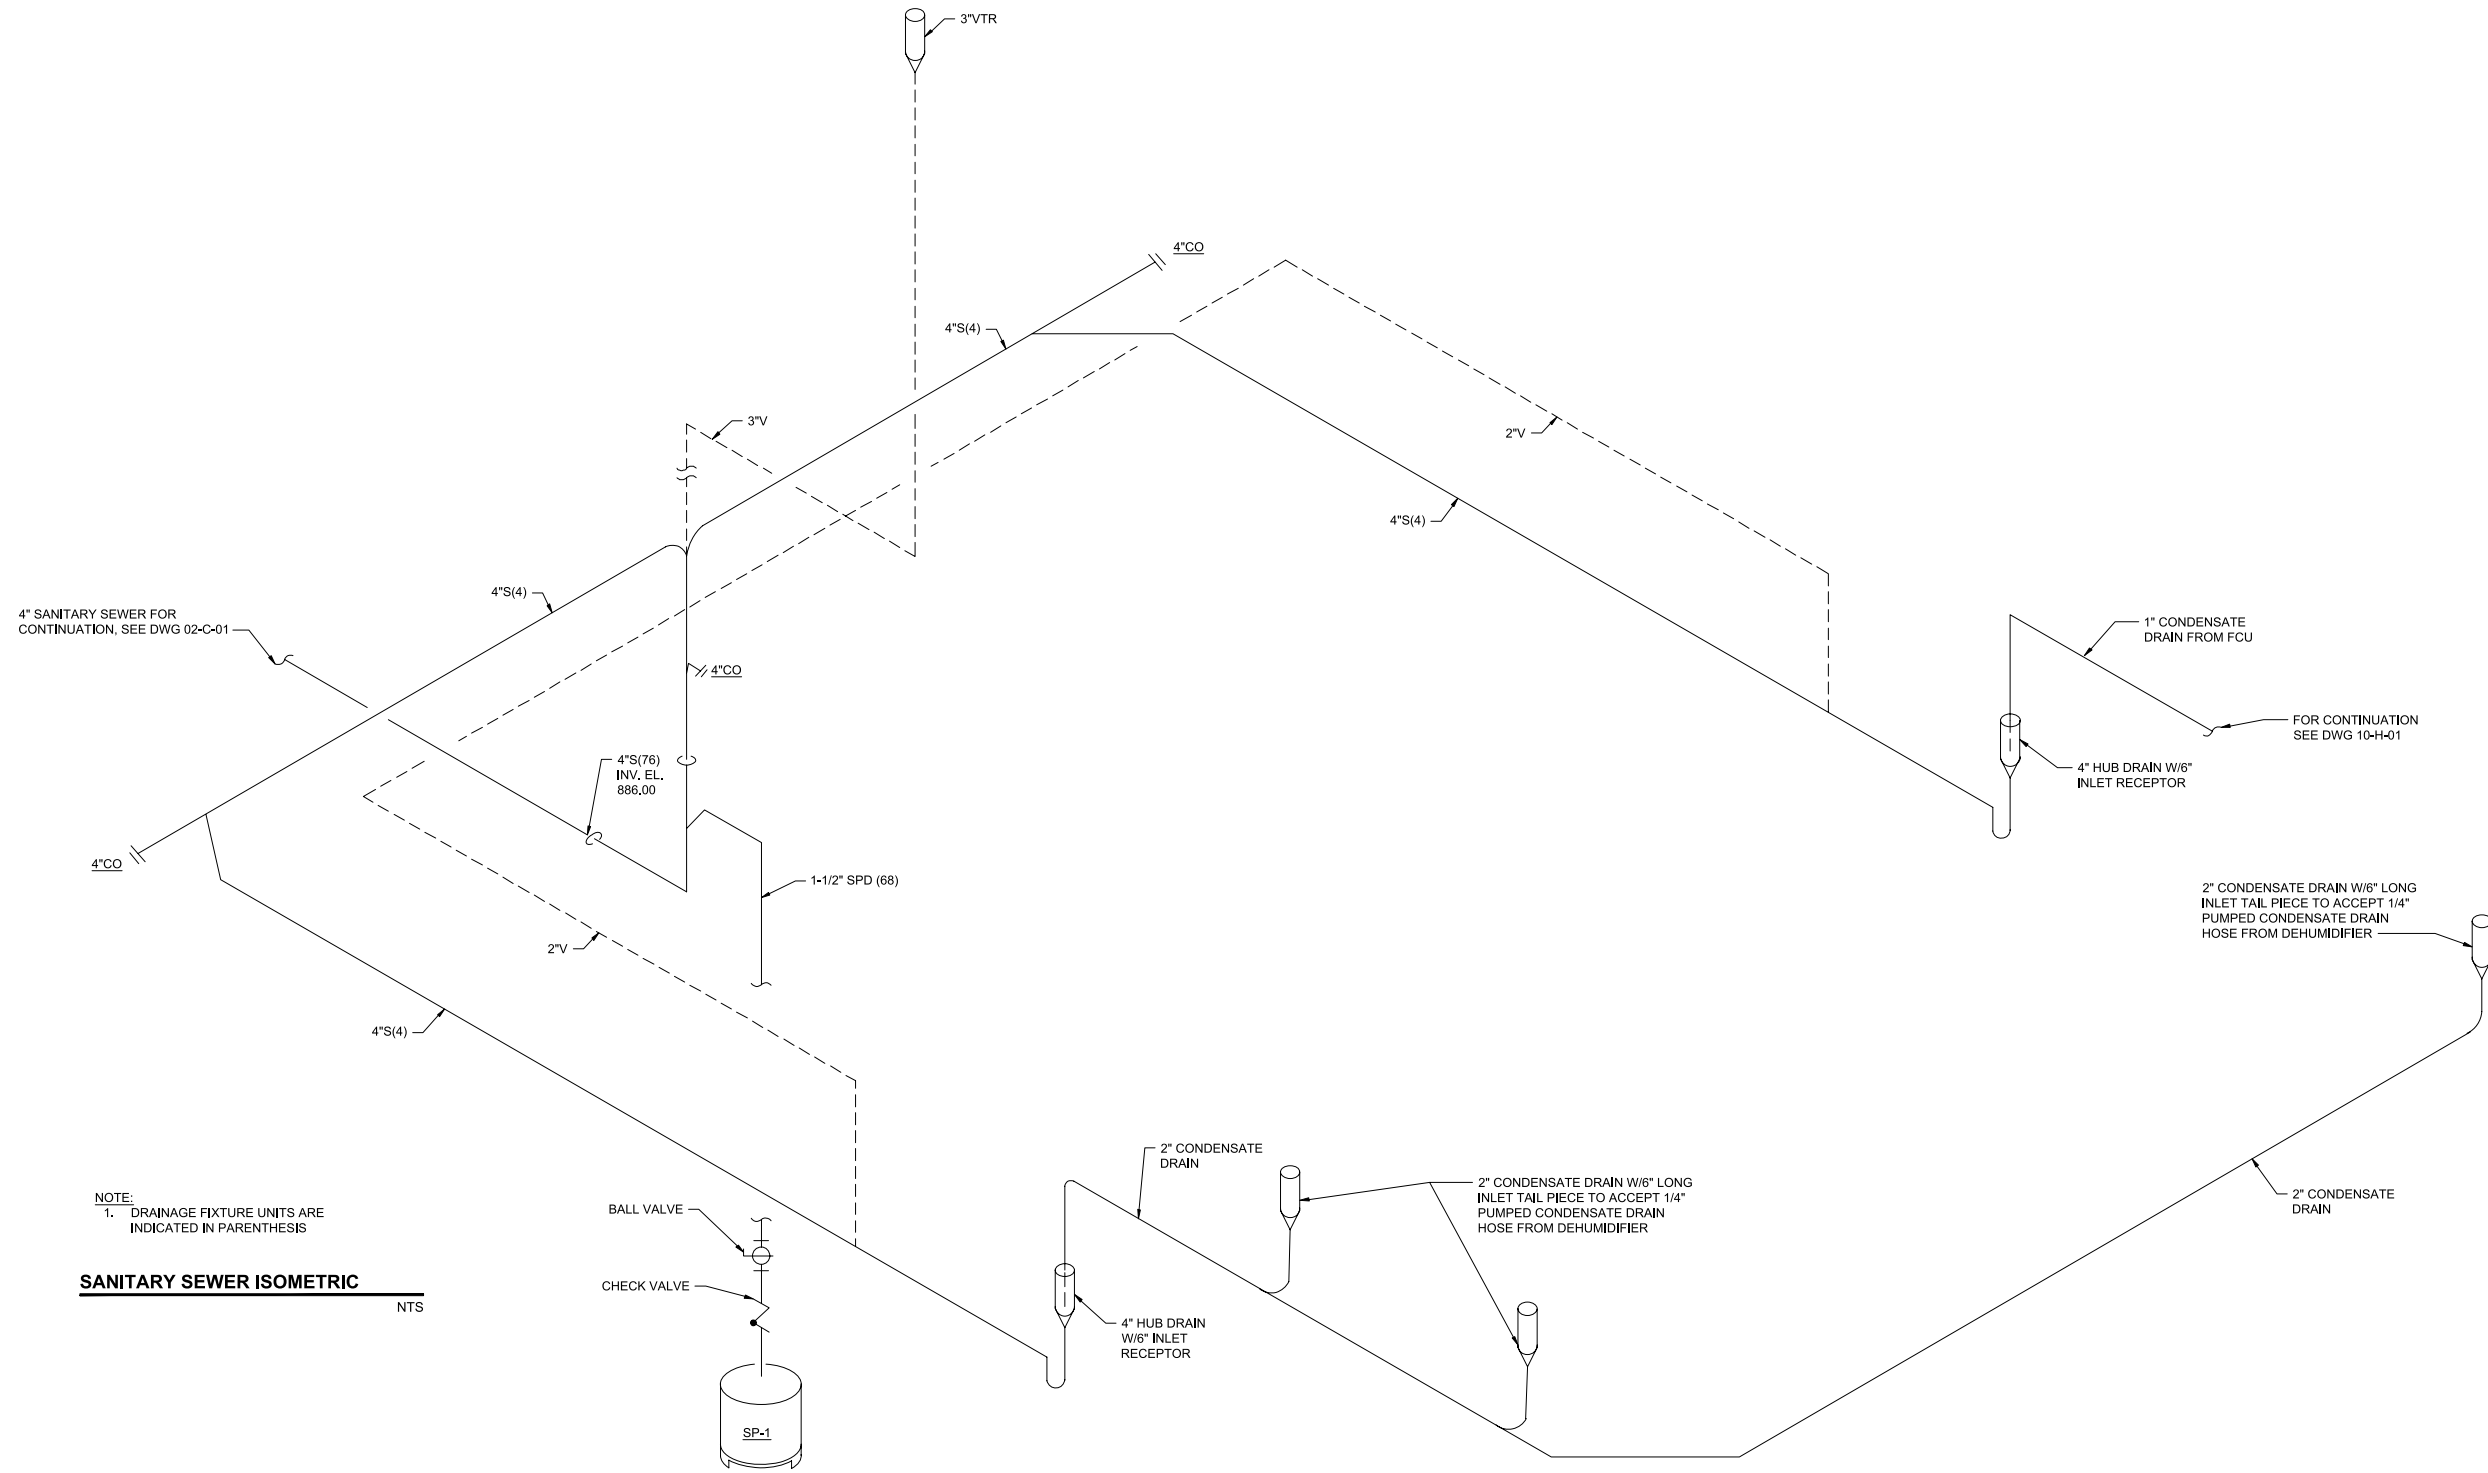 3"VTR
4"CO
4"S(4)
3"V
2"V
4"S(4)
4"S(4)
4" SANITARY SEWER FOR
CONTINUATION, SEE DWG 02-C-01
1" CONDENSATE
DRAIN FROM FCU
4"CO
FOR CONTINUATION
SEE DWG 10-H-01
4"S(76)
INV. EL.
886.00
4" HUB DRAIN W/6"
INLET RECEPTOR
4"CO
1-1/2" SPD (68)
2" CONDENSATE DRAIN W/6" LONG
INLET TAIL PIECE TO ACCEPT 1/4"
PUMPED CONDENSATE DRAIN
HOSE FROM DEHUMIDIFIER
2"V
4"S(4)
2" CONDENSATE
DRAIN
2" CONDENSATE DRAIN W/6" LONG
INLET TAIL PIECE TO ACCEPT 1/4"
PUMPED CONDENSATE DRAIN
HOSE FROM DEHUMIDIFIER
2" CONDENSATE
DRAIN
NOTE:
1. DRAINAGE FIXTURE UNITS ARE
INDICATED IN PARENTHESIS
BALL VALVE
SANITARY SEWER ISOMETRIC
NTS
CHECK VALVE
4" HUB DRAIN
W/6" INLET
RECEPTOR
SP-1